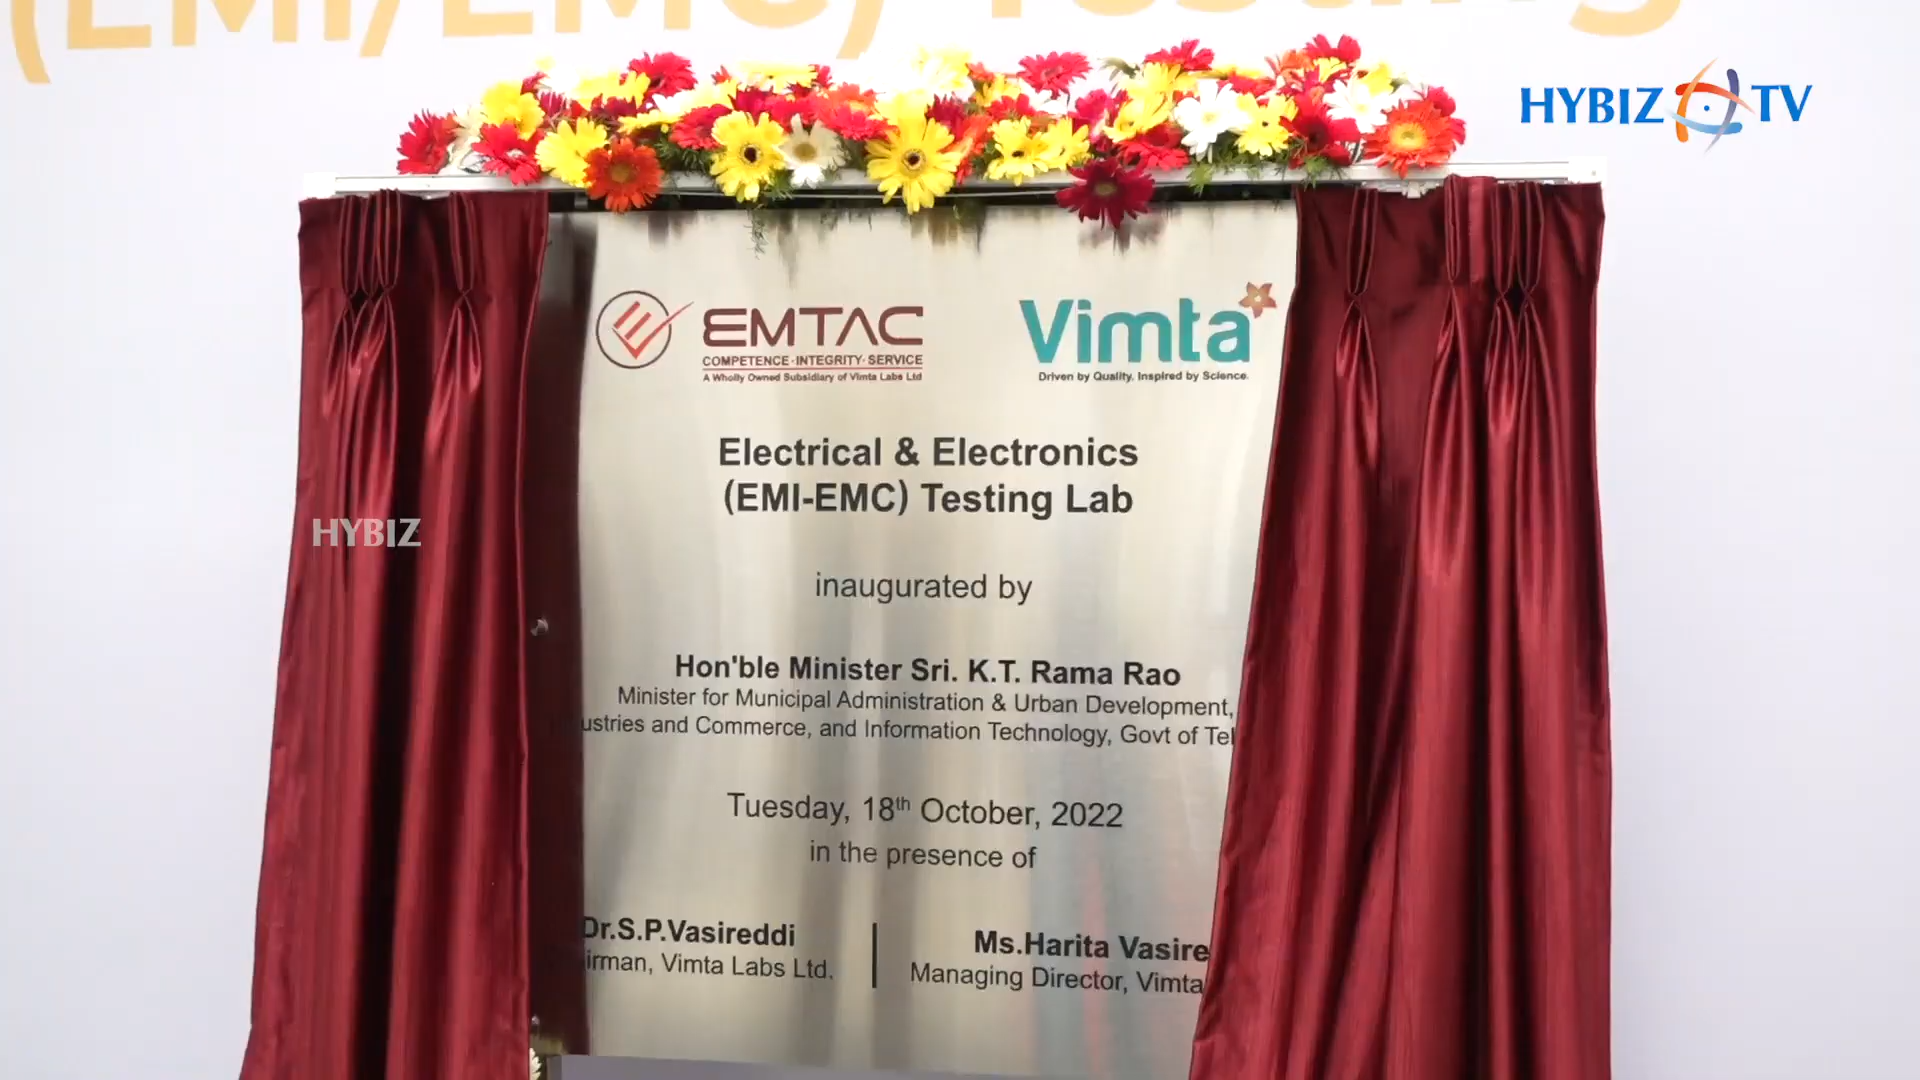 (EMI/EMC) Testing
HYBIZ TV
EMTAC
COMPETENCE · INTEGRITY · SERVICE
A Wholly Owned Subsidiary of Vimta Labs Ltd
Vimta
Driven by Quality. Inspired by Science.
Electrical & Electronics
(EMI-EMC) Testing Lab
HYBIZ
inaugurated by
Hon'ble Minister Sri. K.T. Rama Rao
Minister for Municipal Administration & Urban Development,
ustries and Commerce, and Information Technology, Govt of Tel
Tuesday, 18th October, 2022
in the presence of
Dr.S.P.Vasireddi
irman, Vimta Labs Ltd.
Ms.Harita Vasire
Managing Director, Vimta